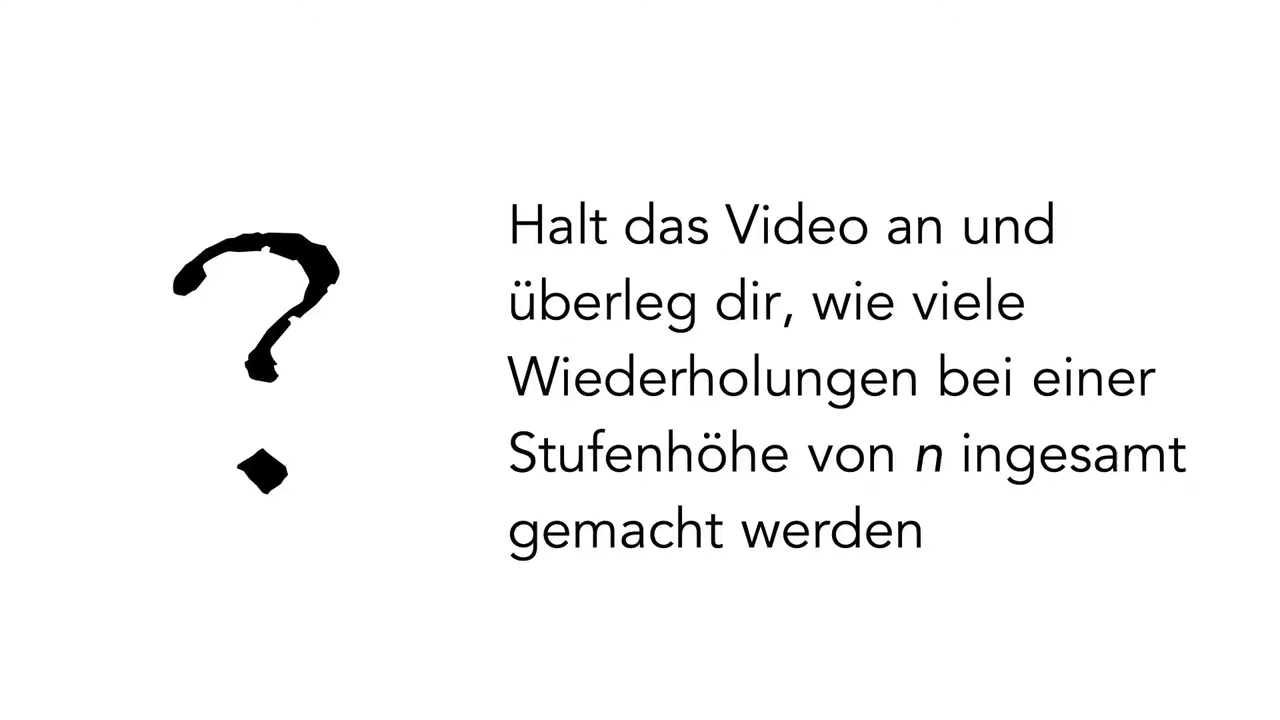 ?
Halt das Video an und
überleg dir, wie viele
Wiederholungen bei einer
Stufenhöhe von n ingesamt
gemacht werden